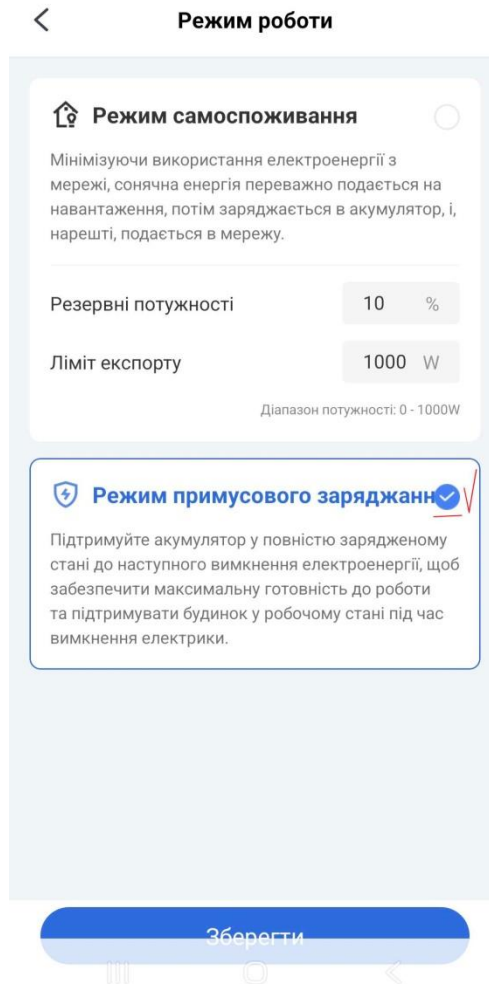 Режим роботи
Режим самоспоживання
Мінімізуючи використання електроенергії з
мережі, сонячна енергія переважно подається на
навантаження, потім заряджається в акумулятор, і,
нарешті, подається в мережу.
Резервні потужності 10 %
Ліміт експорту 1000 W
Діапазон потужності: 0 - 1000W
Режим примусового заряджанн
Підтримуйте акумулятор у повністю зарядженому
стані до наступного вимкнення електроенергії, щоб
забезпечити максимальну готовність до роботи
та підтримувати будинок у робочому стані під час
вимкнення електрики.
Зберегти